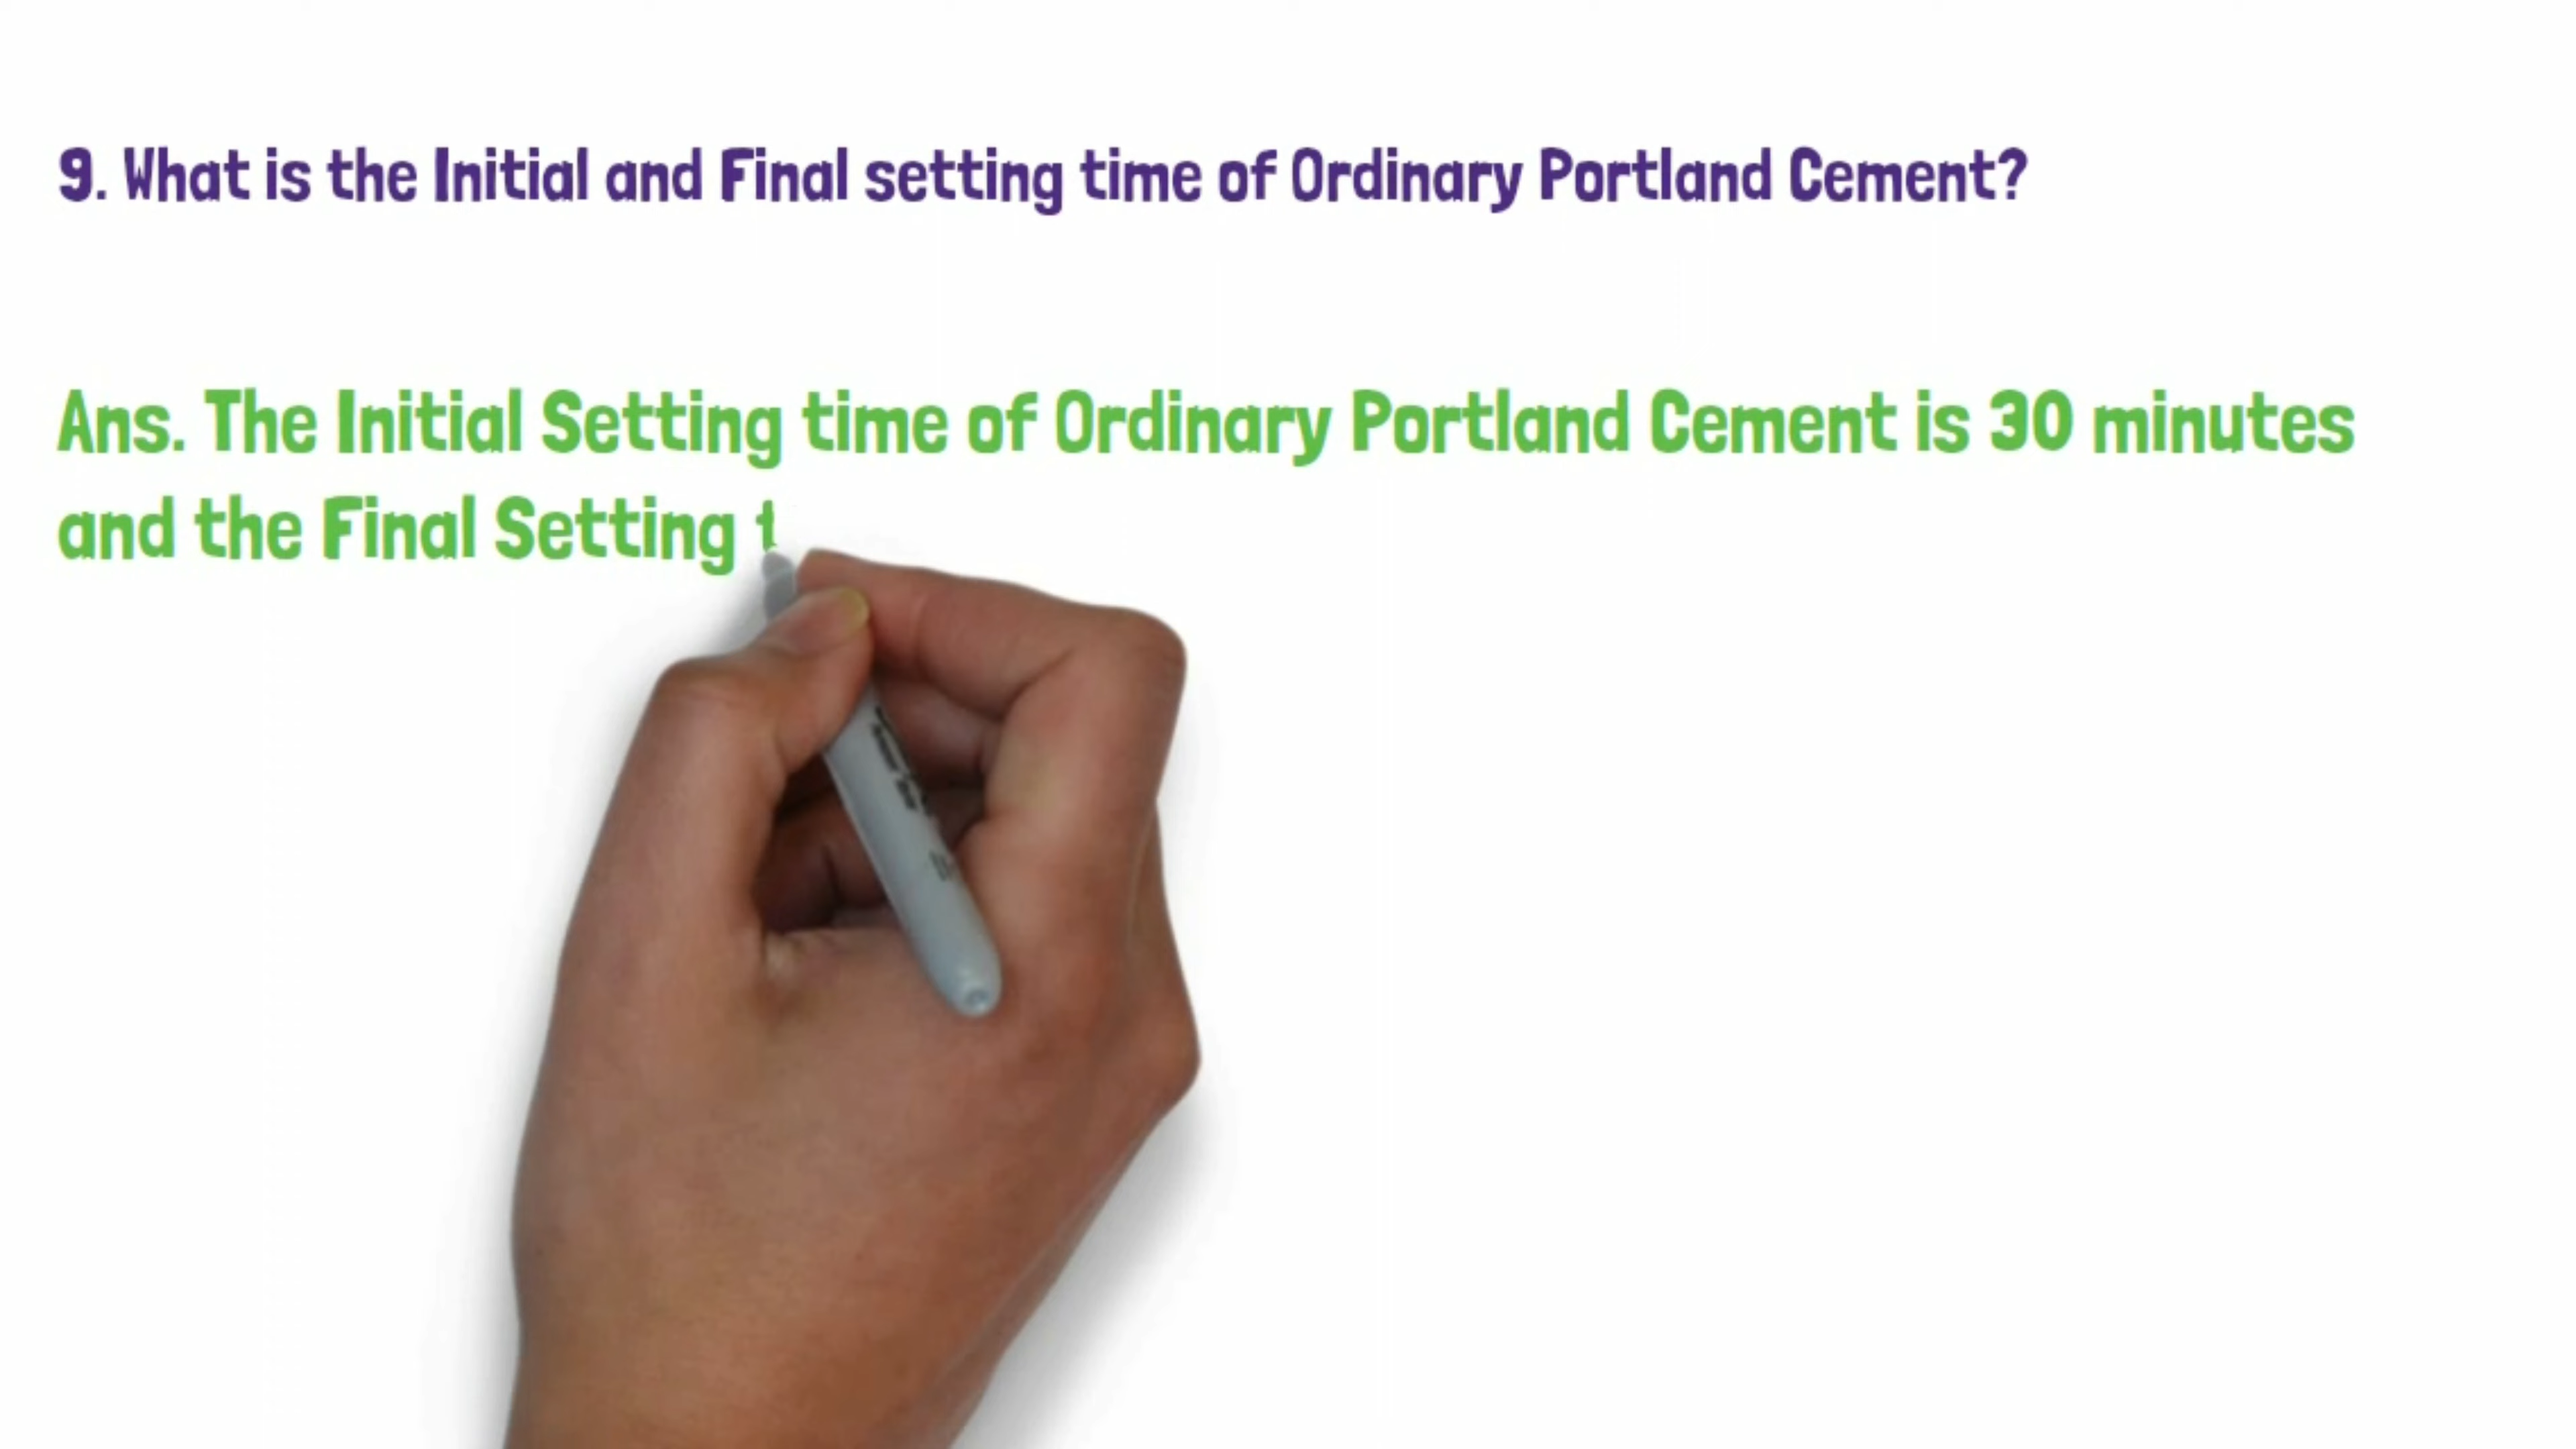 9. What is the Initial and Final setting time of Ordinary Portland Cement?
Ans. The Initial Setting time of Ordinary Portland Cement is 30 minutes
and the Final Setting t